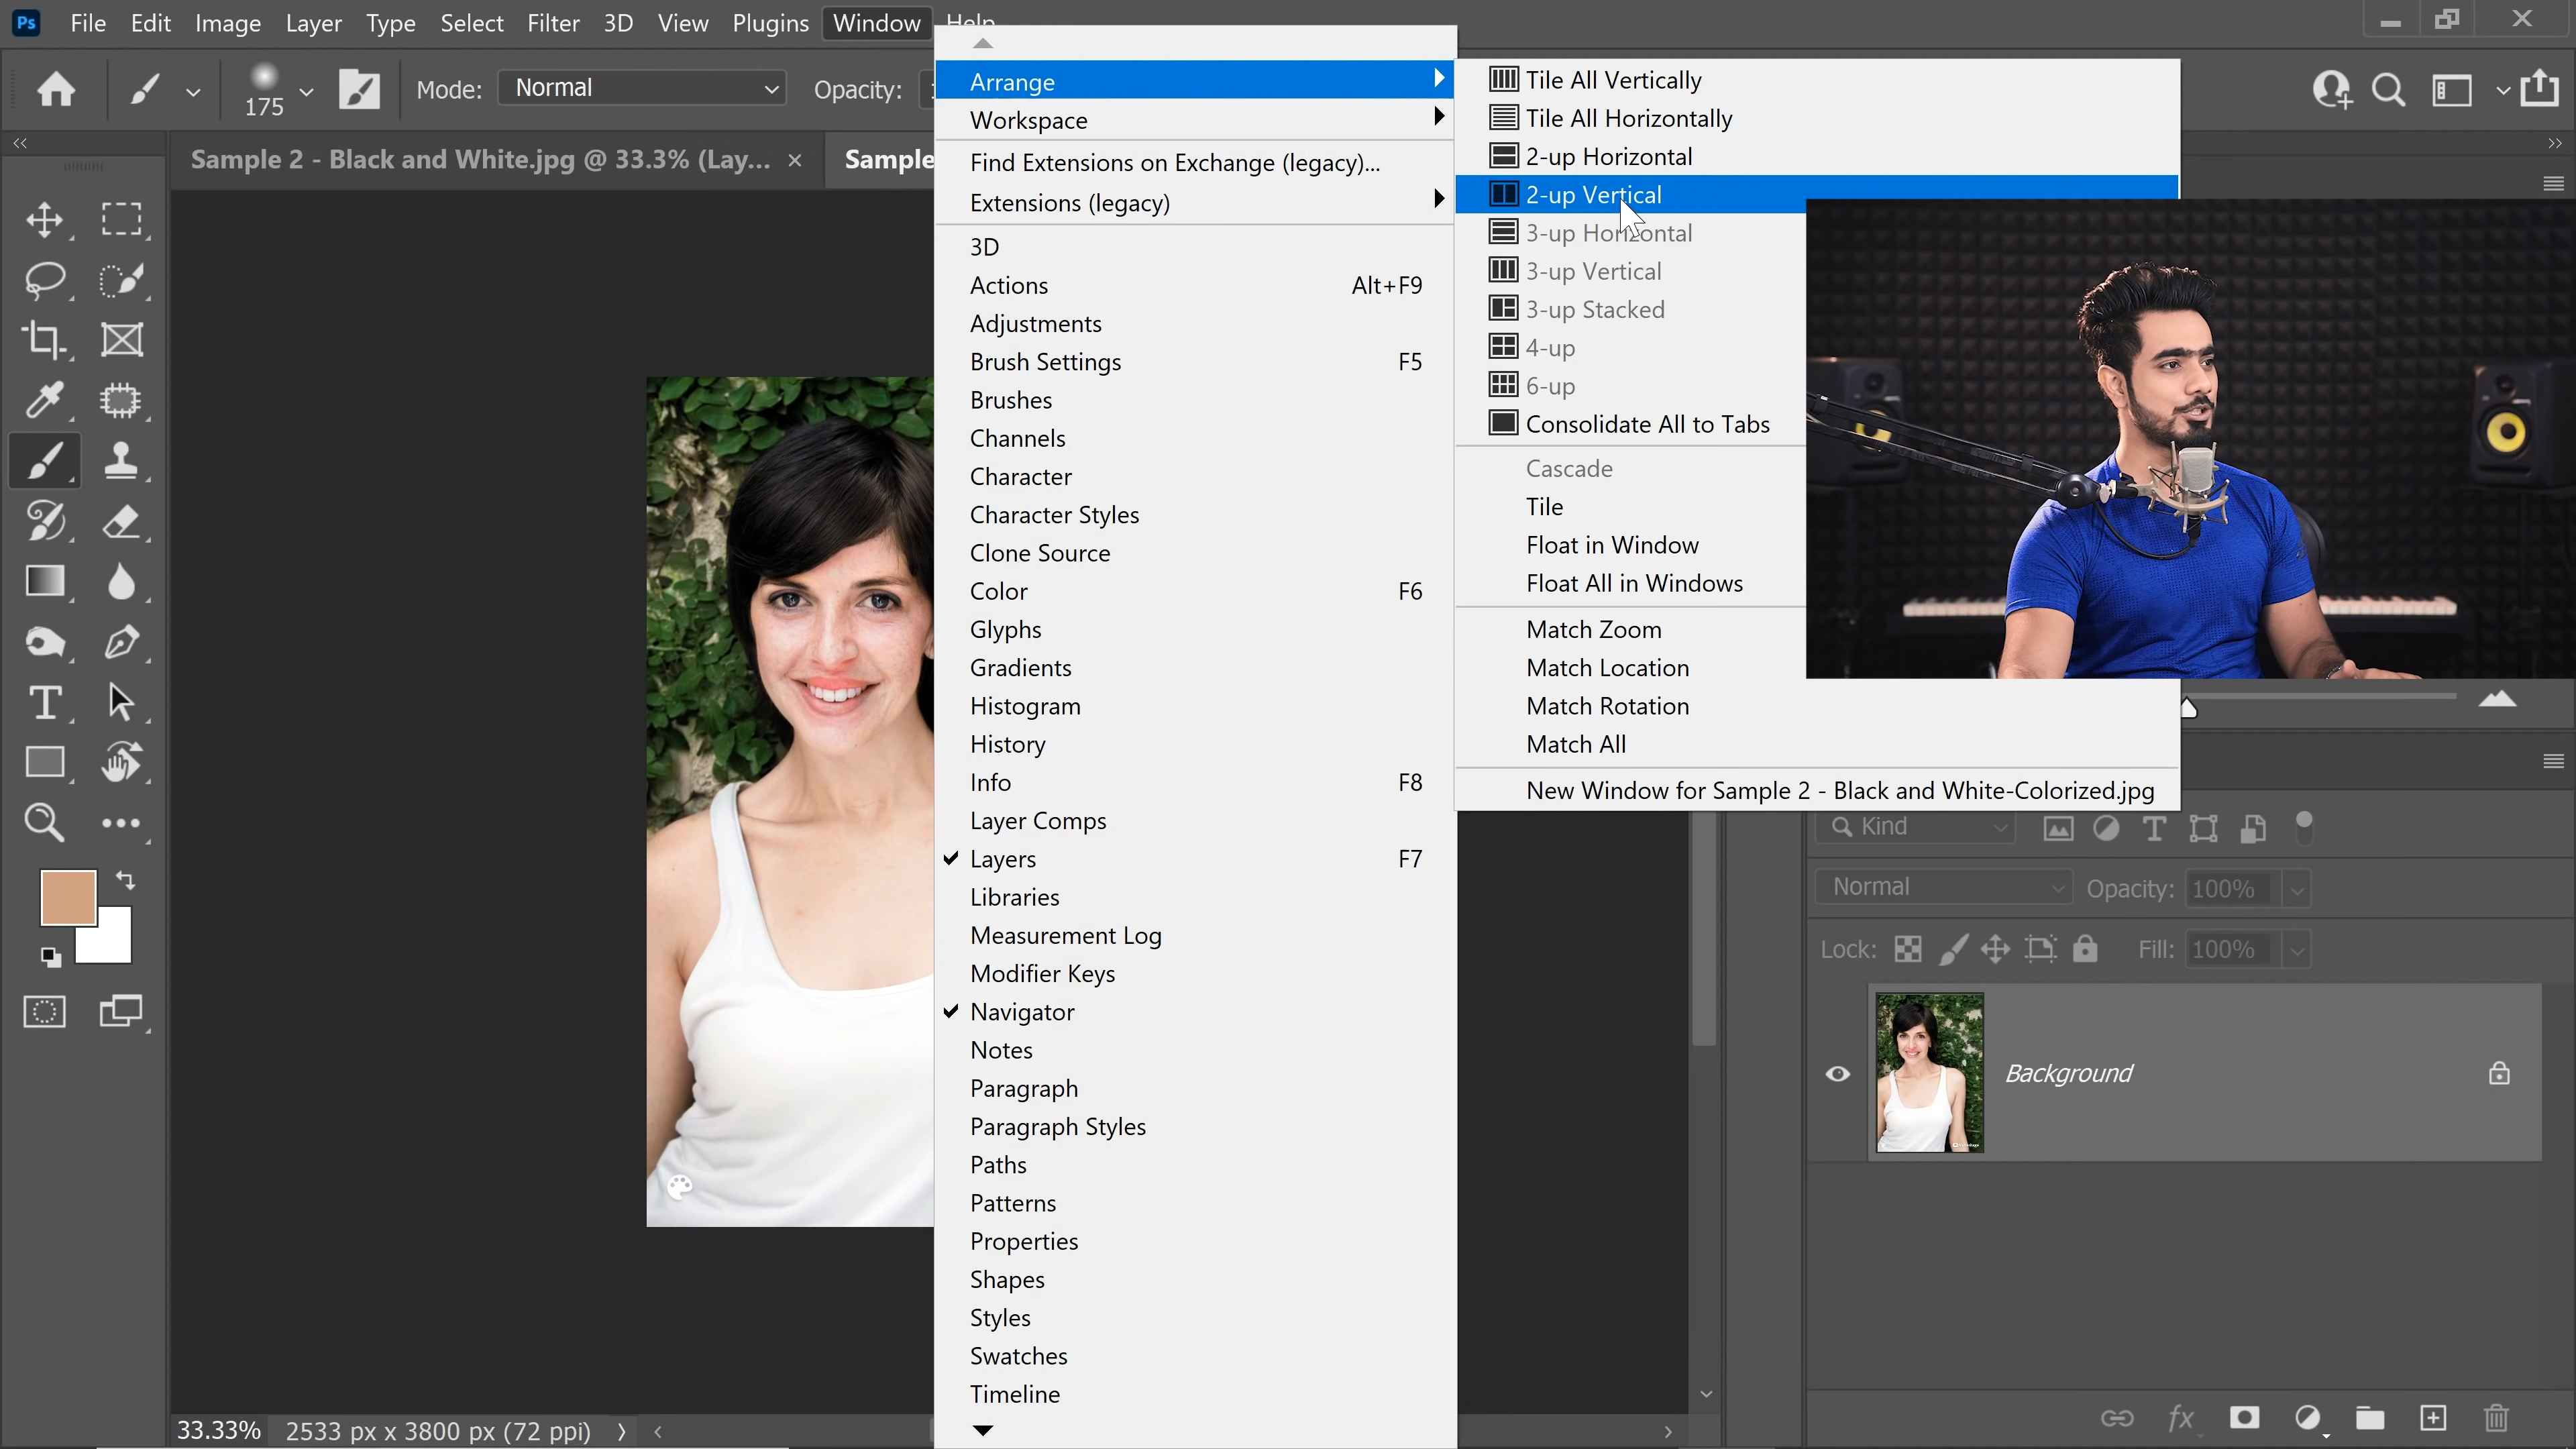 Ps File Edit Image Layer Type Select Filter 3D View Plugins Window Help
175 Mode: Normal Opacity:
Sample 2 - Black and White.jpg @ 33.3% (Lay... × Sample
Arrange
Workspace
Find Extensions on Exchange (legacy)...
Extensions (legacy)
3D
Actions Alt+F9
Adjustments
Brush Settings F5
Brushes
Channels
Character
Character Styles
Clone Source
Color F6
Glyphs
Gradients
Histogram
History
Info F8
Layer Comps
Layers F7
Libraries
Measurement Log
Modifier Keys
Navigator
Notes
Paragraph
Paragraph Styles
Paths
Patterns
Properties
Shapes
Styles
Swatches
Timeline
Tile All Vertically
Tile All Horizontally
2-up Horizontal
2-up Vertical
3-up Horizontal
3-up Vertical
3-up Stacked
4-up
6-up
Consolidate All to Tabs
Cascade
Tile
Float in Window
Float All in Windows
Match Zoom
Match Location
Match Rotation
Match All
New Window for Sample 2 - Black and White-Colorized.jpg
Kind
Normal Opacity: 100%
Lock: Fill: 100%
Background
fx
33.33% 2533 px x 3800 px (72 ppi)